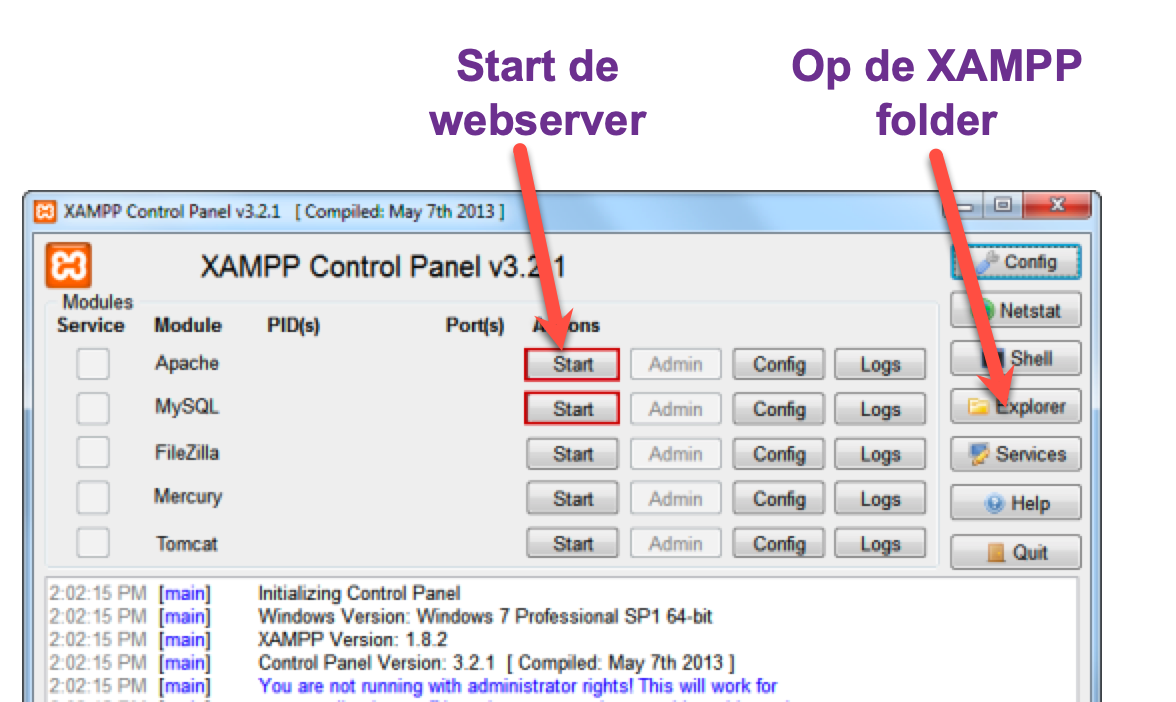 Start de
webserver
Op de XAMPP
folder
XAMPP Control Panel v3.2.1 [ Compiled: May 7th 2013 ]
XAMPP Control Panel v3.2.1
Config
Modules
Service Module PID(s) Port(s) Actions
Netstat
Apache Start Admin Config Logs
Shell
MySQL Start Admin Config Logs
Explorer
FileZilla Start Admin Config Logs
Services
Mercury Start Admin Config Logs
Help
Tomcat Start Admin Config Logs
Quit
2:02:15 PM [main] Initializing Control Panel
2:02:15 PM [main] Windows Version: Windows 7 Professional SP1 64-bit
2:02:15 PM [main] XAMPP Version: 1.8.2
2:02:15 PM [main] Control Panel Version: 3.2.1 [ Compiled: May 7th 2013 ]
2:02:15 PM [main] You are not running with administrator rights! This will work for